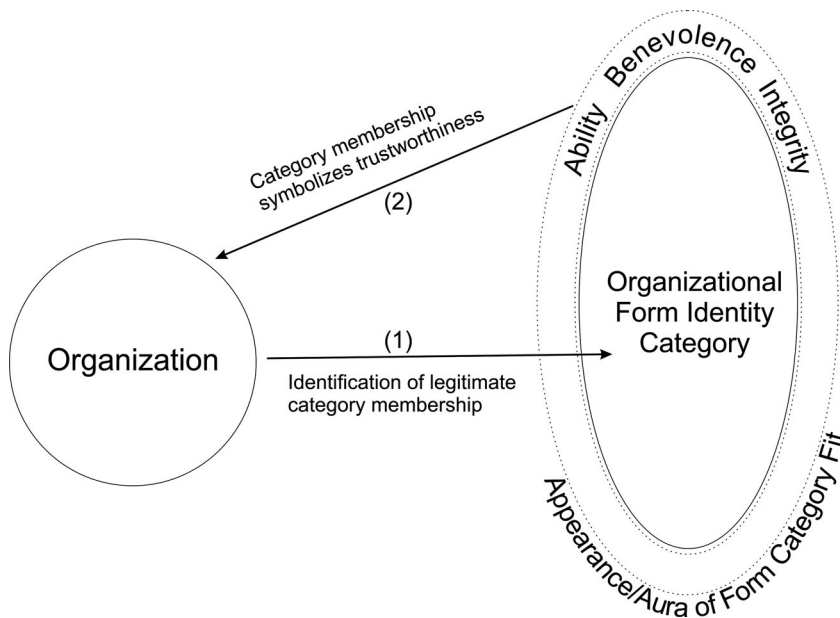 Ability Benevolence Integrity
Category membership
symbolizes trustworthiness
(2)
Organization
(1)
Identification of legitimate
category membership
Organizational
Form Identity
Category
Appearance/Aura of Form Category Fit